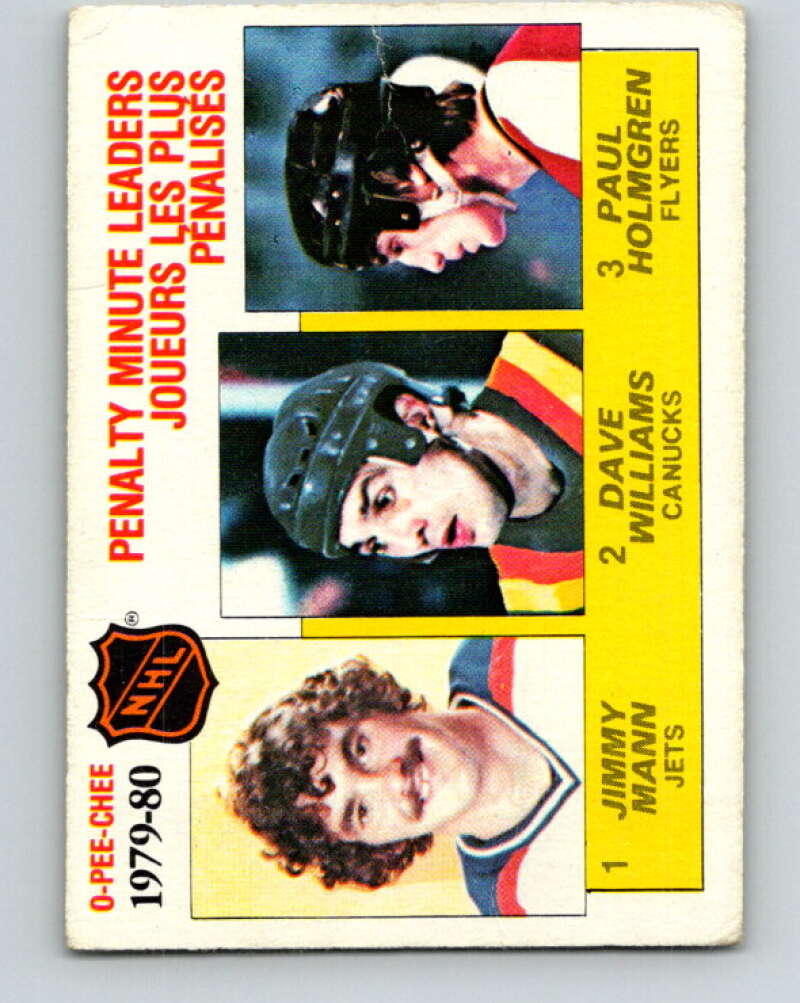 O-PEE-CHEE
1979-80
NHL
®
PENALTY MINUTE LEADERS
JOUEURS LES PLUS
PENALISÉS
1 JIMMY
MANN
JETS
2 DAVE
WILLIAMS
CANUCKS
3 PAUL
HOLMGREN
FLYERS